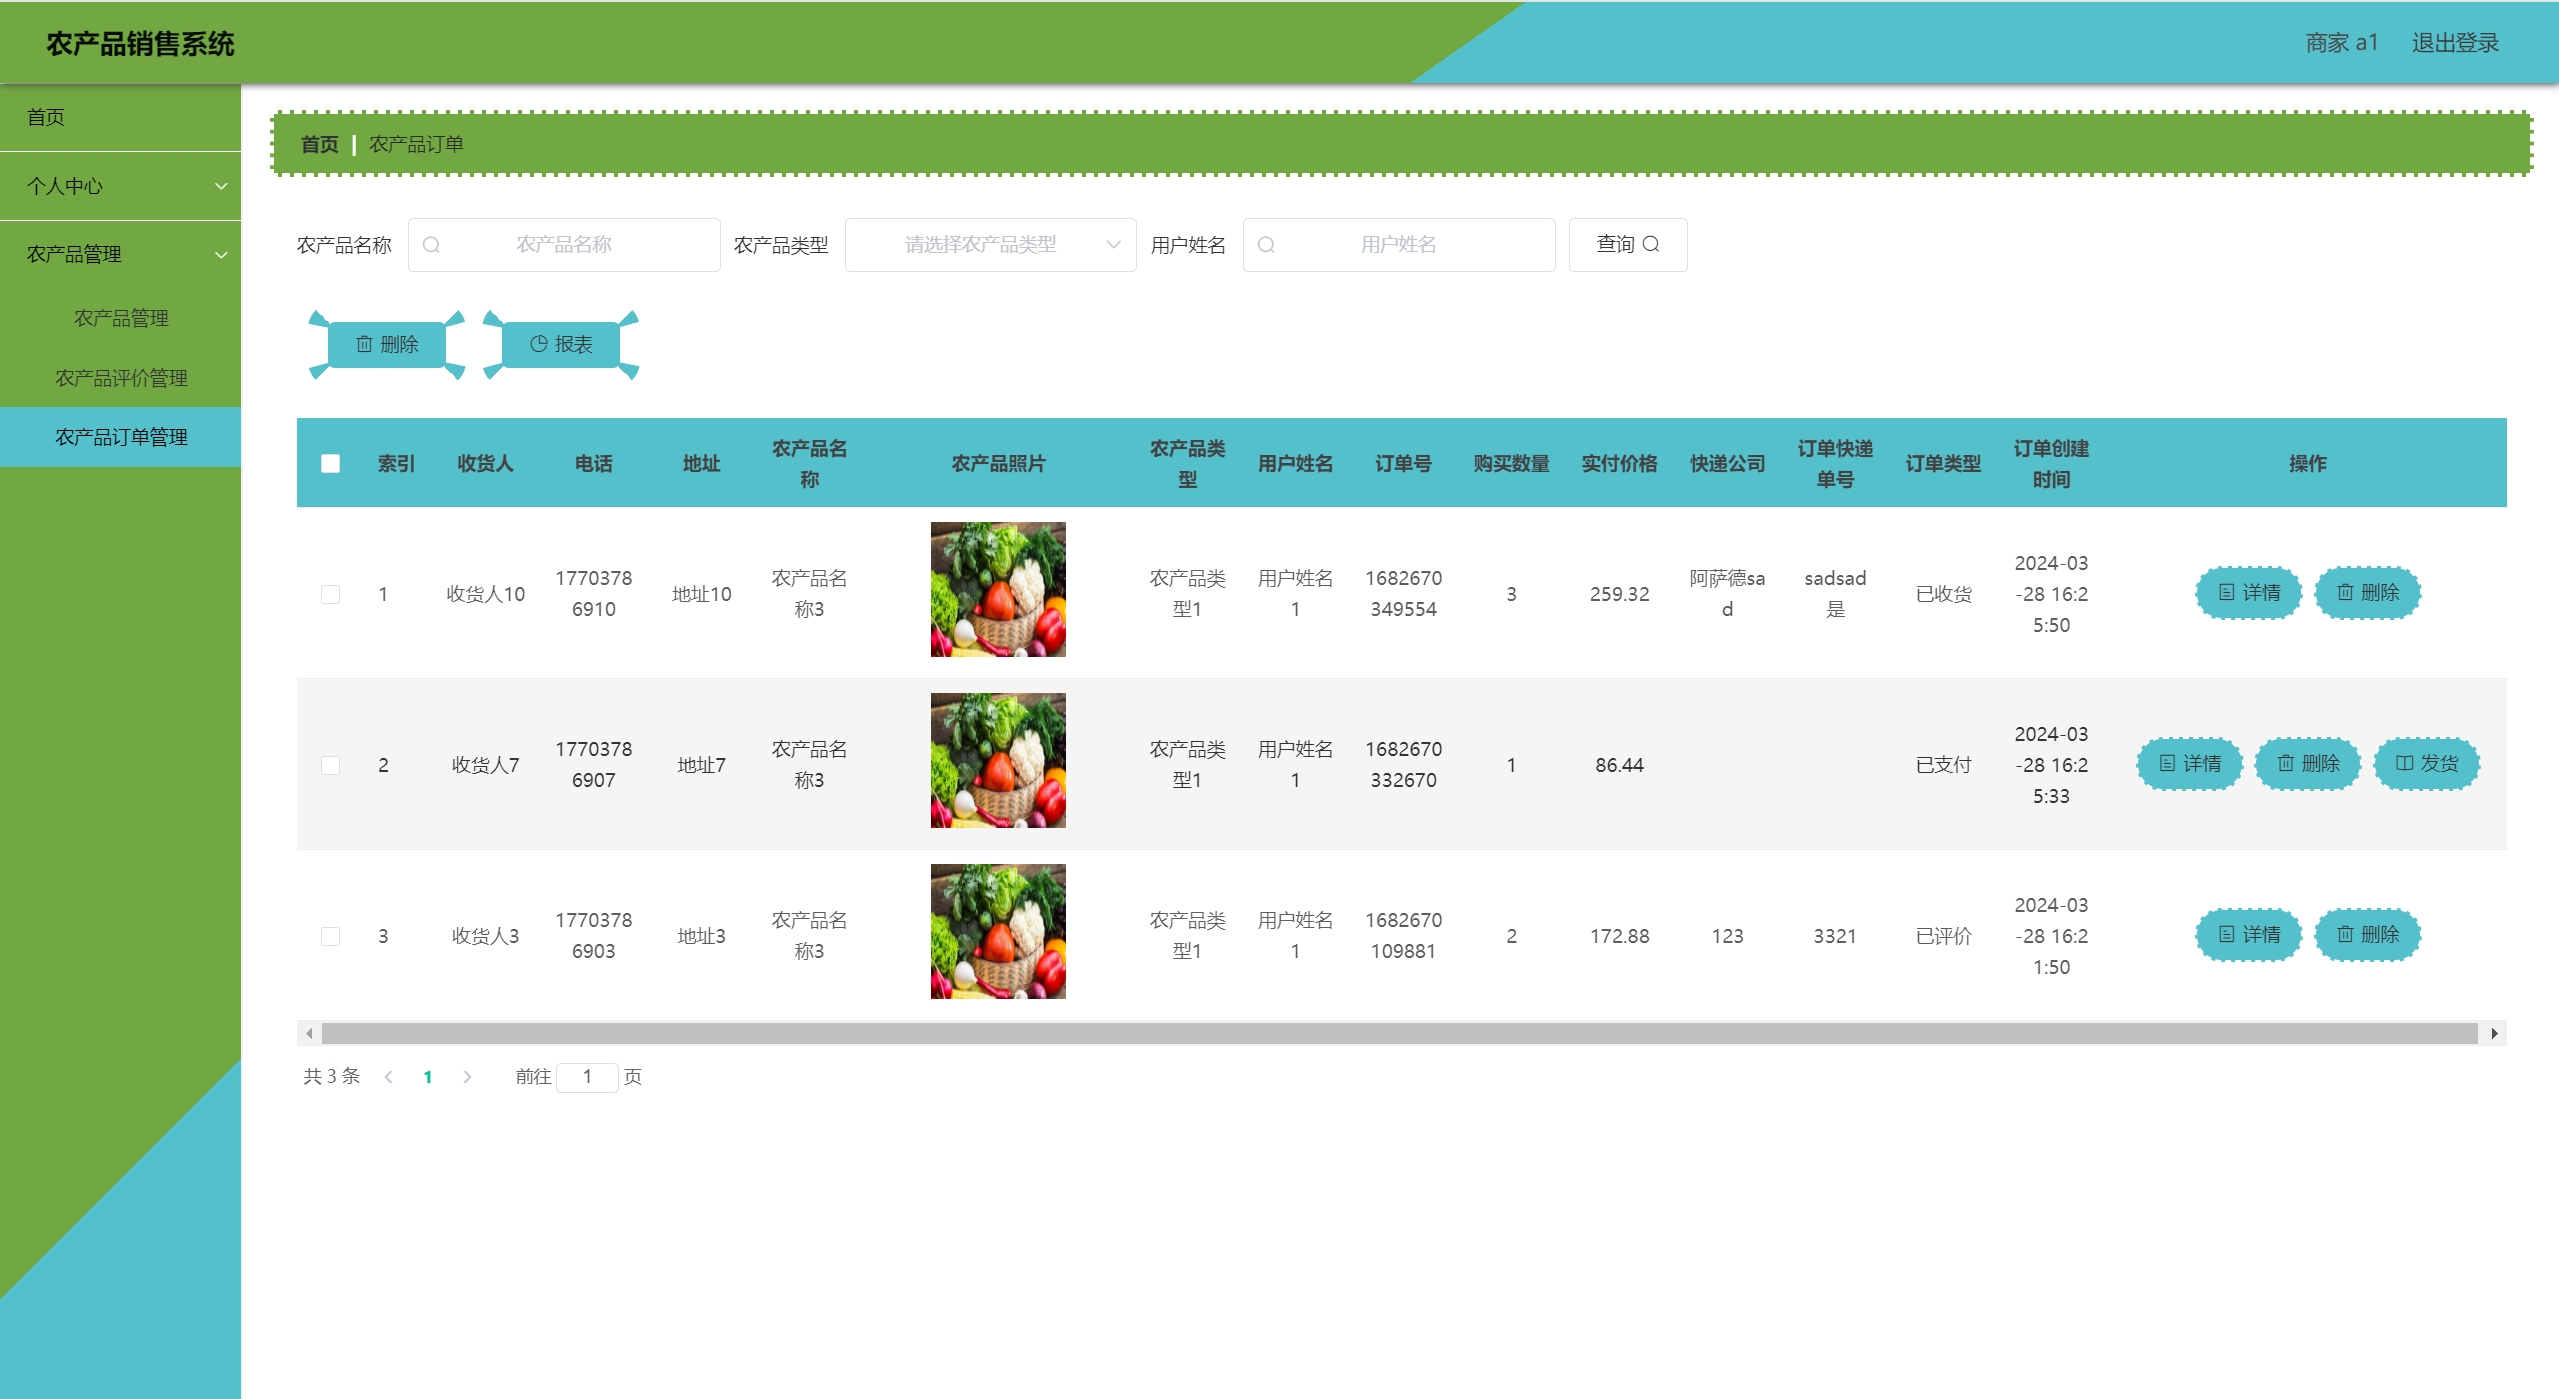 农产品销售系统
商家 a1 退出登录
首页
个人中心
农产品管理
农产品管理
农产品评价管理
农产品订单管理
首页 | 农产品订单
农产品名称 农产品名称 农产品类型 请选择农产品类型 用户姓名 用户姓名 查询
删除 报表
索引 收货人 电话 地址 农产品名称 农产品照片 农产品类型 用户姓名 订单号 购买数量 实付价格 快递公司 订单快递单号 订单类型 订单创建时间 操作
1 收货人10 17703786910 地址10 农产品名称3 农产品类型1 用户姓名1 1682670349554 3 259.32 阿萨德sad sadsad是 已收货 2024-03-28 16:25:50 详情 删除
2 收货人7 17703786907 地址7 农产品名称3 农产品类型1 用户姓名1 1682670332670 1 86.44 已支付 2024-03-28 16:25:33 详情 删除 发货
3 收货人3 17703786903 地址3 农产品名称3 农产品类型1 用户姓名1 1682670109881 2 172.88 123 3321 已评价 2024-03-28 16:21:50 详情 删除
共 3 条 1 前往 1 页